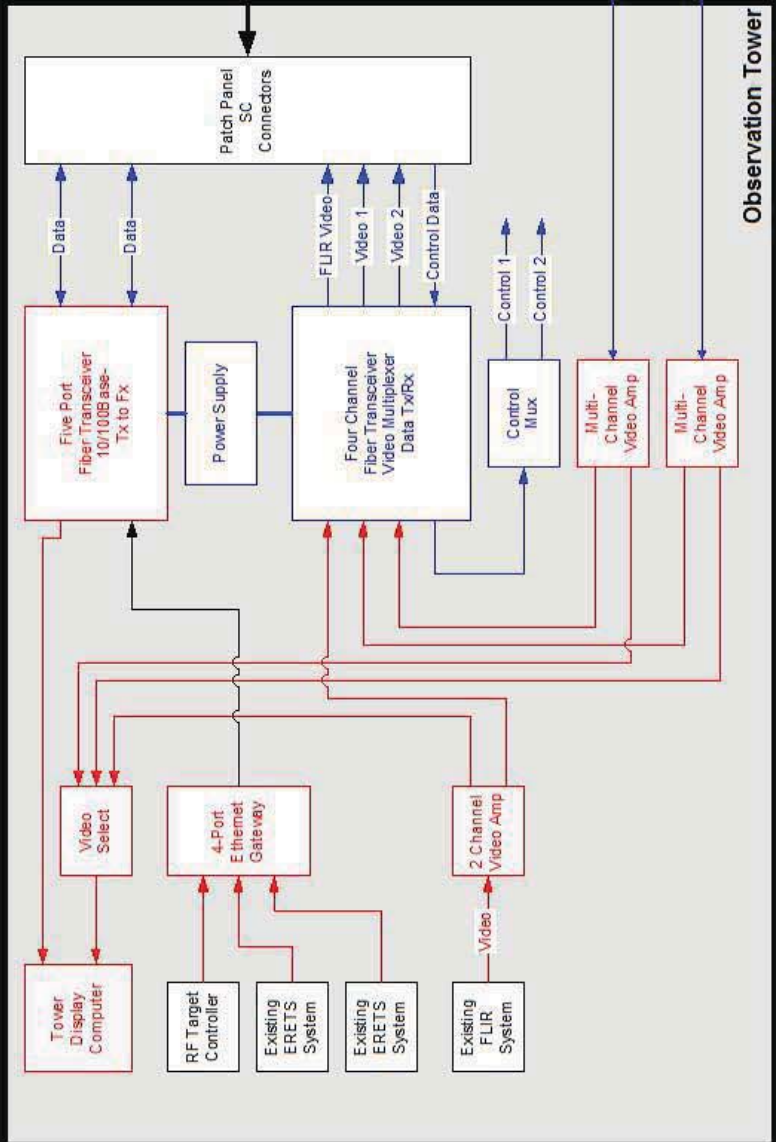 Observation Tower
Tower
Display
Computer
Video
Select
Five Port
Fiber Transceiver
10/100Base-
Tx to Fx
Data
Data
Patch Panel
SC
Connectors
RF Target
Controller
Existing
ERETS
System
Existing
ERETS
System
4-Port
Ethernet
Gateway
Power Supply
Existing
FLIR
System
Video
2 Channel
Video Amp
Four Channel
Fiber Transceiver
Video Multiplexer
Data Tx/Rx
FLIR Video
Video 1
Video 2
Control Data
Control
Mux
Control 1
Control 2
Multi-
Channel
Video Amp
Multi-
Channel
Video Amp